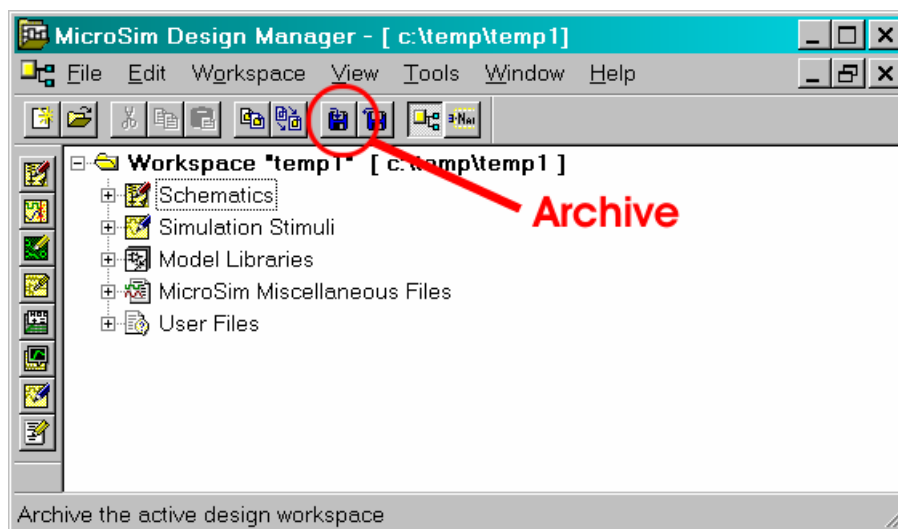 MicroSim Design Manager - [ c:\temp\temp1]
File Edit Workspace View Tools Window Help
Workspace "temp1" [ c:\temp\temp1 ]
Schematics
Archive
Simulation Stimuli
Model Libraries
MicroSim Miscellaneous Files
User Files
Archive the active design workspace